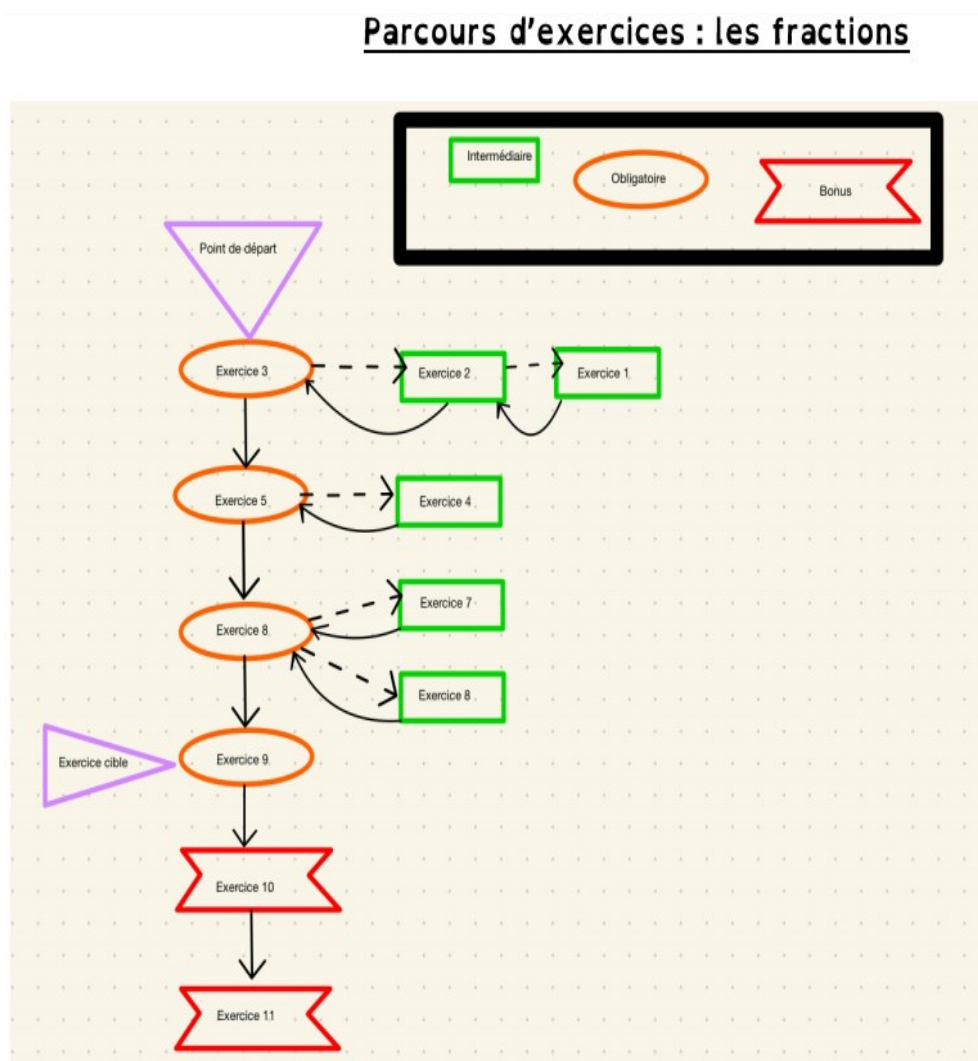 Parcours d'exercices : les fractions
Intermédiaire
Obligatoire
Bonus
Point de départ
Exercice 3
Exercice 2
Exercice 1
Exercice 5
Exercice 4
Exercice 8
Exercice 7
Exercice 8
Exercice cible
Exercice 9
Exercice 10
Exercice 11